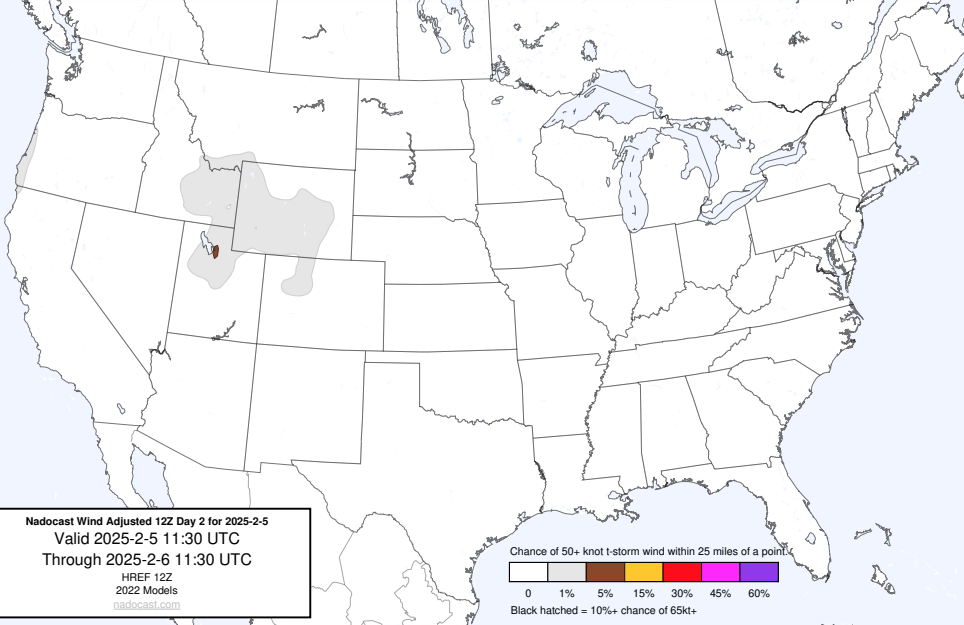 Nadocast Wind Adjusted 12Z Day 2 for 2025-2-5
Valid 2025-2-5 11:30 UTC
Through 2025-2-6 11:30 UTC
HREF 12Z
2022 Models
nadocast.com
Chance of 50+ knot t-storm wind within 25 miles of a point.
0 1% 5% 15% 30% 45% 60%
Black hatched = 10%+ chance of 65kt+